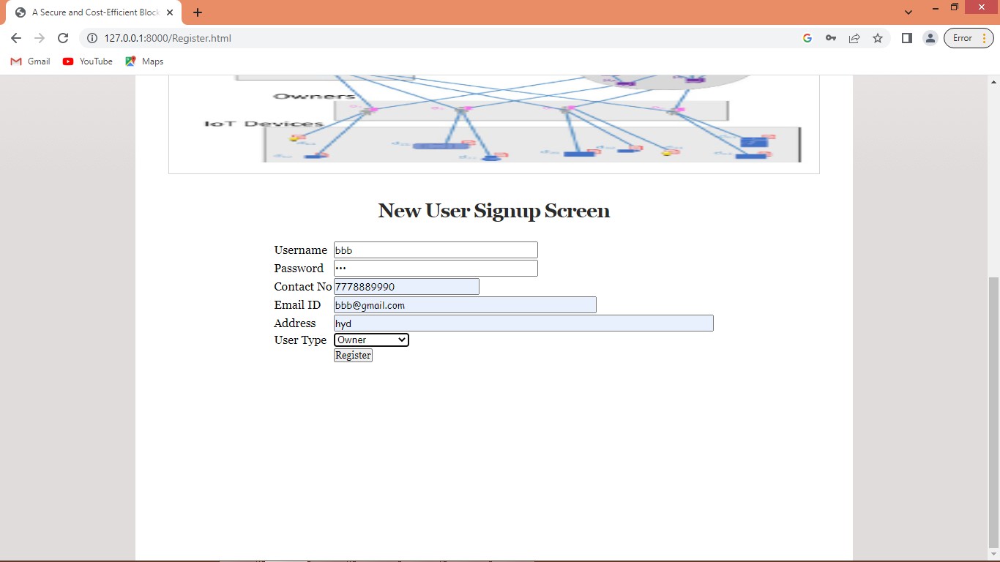 A Secure and Cost-Efficient Block
127.0.0.1:8000/Register.html
Error
Gmail YouTube Maps
Owners
IoT Devices
New User Signup Screen
Username bbb
Password •••
Contact No 7778889990
Email ID bbb@gmail.com
Address hyd
User Type Owner
Register